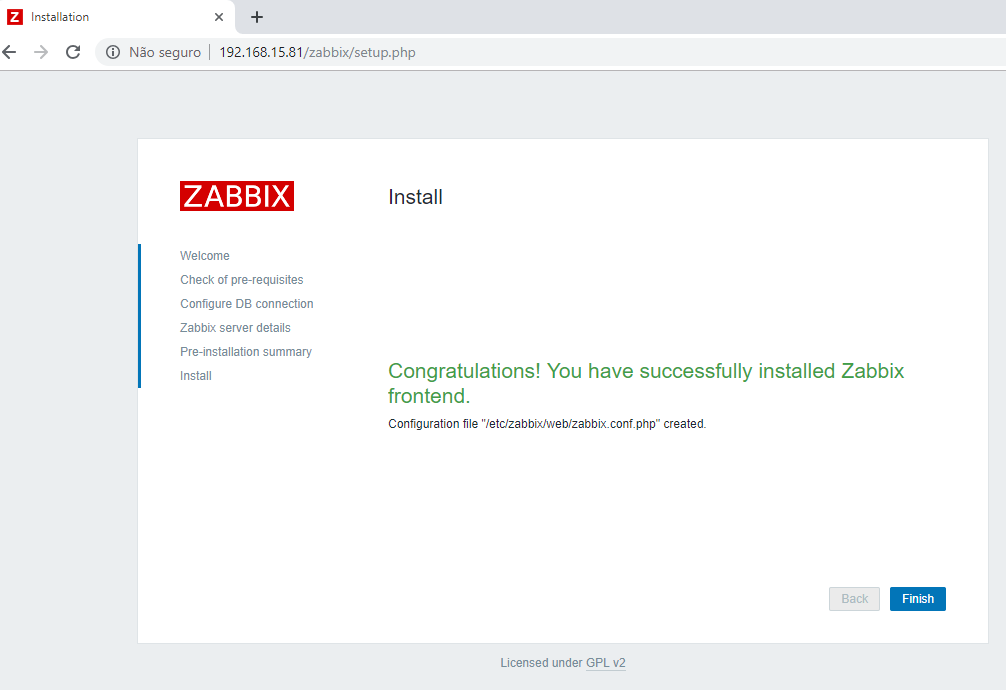 Z Installation
Não seguro 192.168.15.81/zabbix/setup.php
ZABBIX
Install
Welcome
Check of pre-requisites
Configure DB connection
Zabbix server details
Pre-installation summary
Install
Congratulations! You have successfully installed Zabbix
frontend.
Configuration file "/etc/zabbix/web/zabbix.conf.php" created.
Back Finish
Licensed under GPL v2